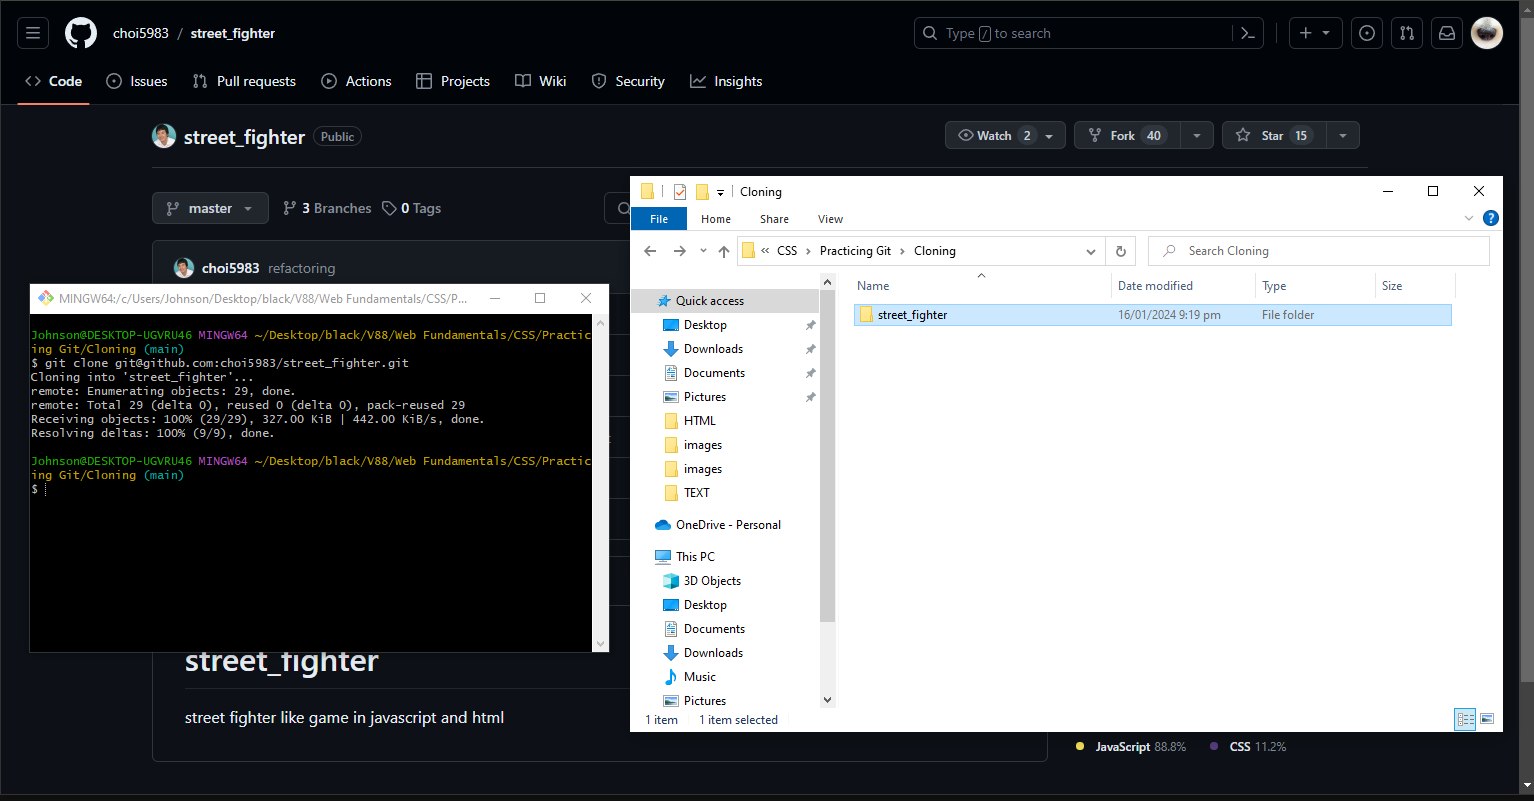 choi5983 / street_fighter
Type / to search
Code Issues Pull requests Actions Projects Wiki Security Insights
street_fighter Public
Watch 2 Fork 40 Star 15
master 3 Branches 0 Tags
choi5983 refactoring
MINGW64:/c/Users/Johnson/Desktop/black/V88/Web Fundamentals/CSS/P...
Johnson@DESKTOP-UGVRU46 MINGW64 ~/Desktop/black/V88/Web Fundamentals/CSS/Practic
ing Git/Cloning (main)
$ git clone git@github.com:choi5983/street_fighter.git
Cloning into 'street_fighter'...
remote: Enumerating objects: 29, done.
remote: Total 29 (delta 0), reused 0 (delta 0), pack-reused 29
Receiving objects: 100% (29/29), 327.00 KiB | 442.00 KiB/s, done.
Resolving deltas: 100% (9/9), done.
Johnson@DESKTOP-UGVRU46 MINGW64 ~/Desktop/black/V88/Web Fundamentals/CSS/Practic
ing Git/Cloning (main)
$
Cloning
File Home Share View
« CSS › Practicing Git › Cloning
Search Cloning
Name Date modified Type Size
street_fighter 16/01/2024 9:19 pm File folder
Quick access
Desktop
Downloads
Documents
Pictures
HTML
images
images
TEXT
OneDrive - Personal
This PC
3D Objects
Desktop
Documents
Downloads
Music
Pictures
1 item 1 item selected
street_fighter
street fighter like game in javascript and html
JavaScript 88.8% CSS 11.2%